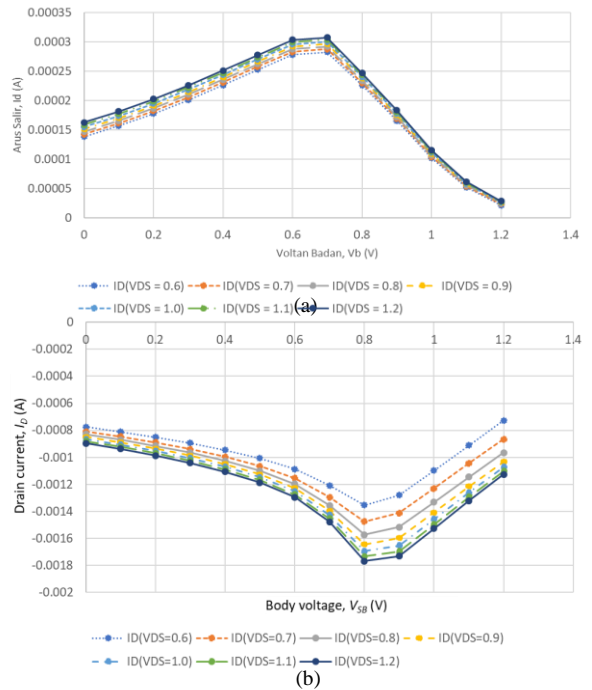 (a)
0.00035
0.0003
0.00025
0.0002
0.00015
0.0001
0.00005
0
Arus Salir, Id (A)
0 0.2 0.4 0.6 0.8 1 1.2 1.4
Voltan Badan, Vb (V)
ID(VDS = 0.6) ID(VDS = 0.7) ID(VDS = 0.8) ID(VDS = 0.9)
ID(VDS = 1.0) ID(VDS = 1.1) ID(VDS = 1.2)
(a)
0
-0.0002
-0.0004
-0.0006
-0.0008
-0.001
-0.0012
-0.0014
-0.0016
-0.0018
-0.002
Drain current, ID (A)
0 0.2 0.4 0.6 0.8 1 1.2 1.4
Body voltage, VSB (V)
ID(VDS=0.6) ID(VDS=0.7) ID(VDS=0.8) ID(VDS=0.9)
ID(VDS=1.0) ID(VDS=1.1) ID(VDS=1.2)
(b)